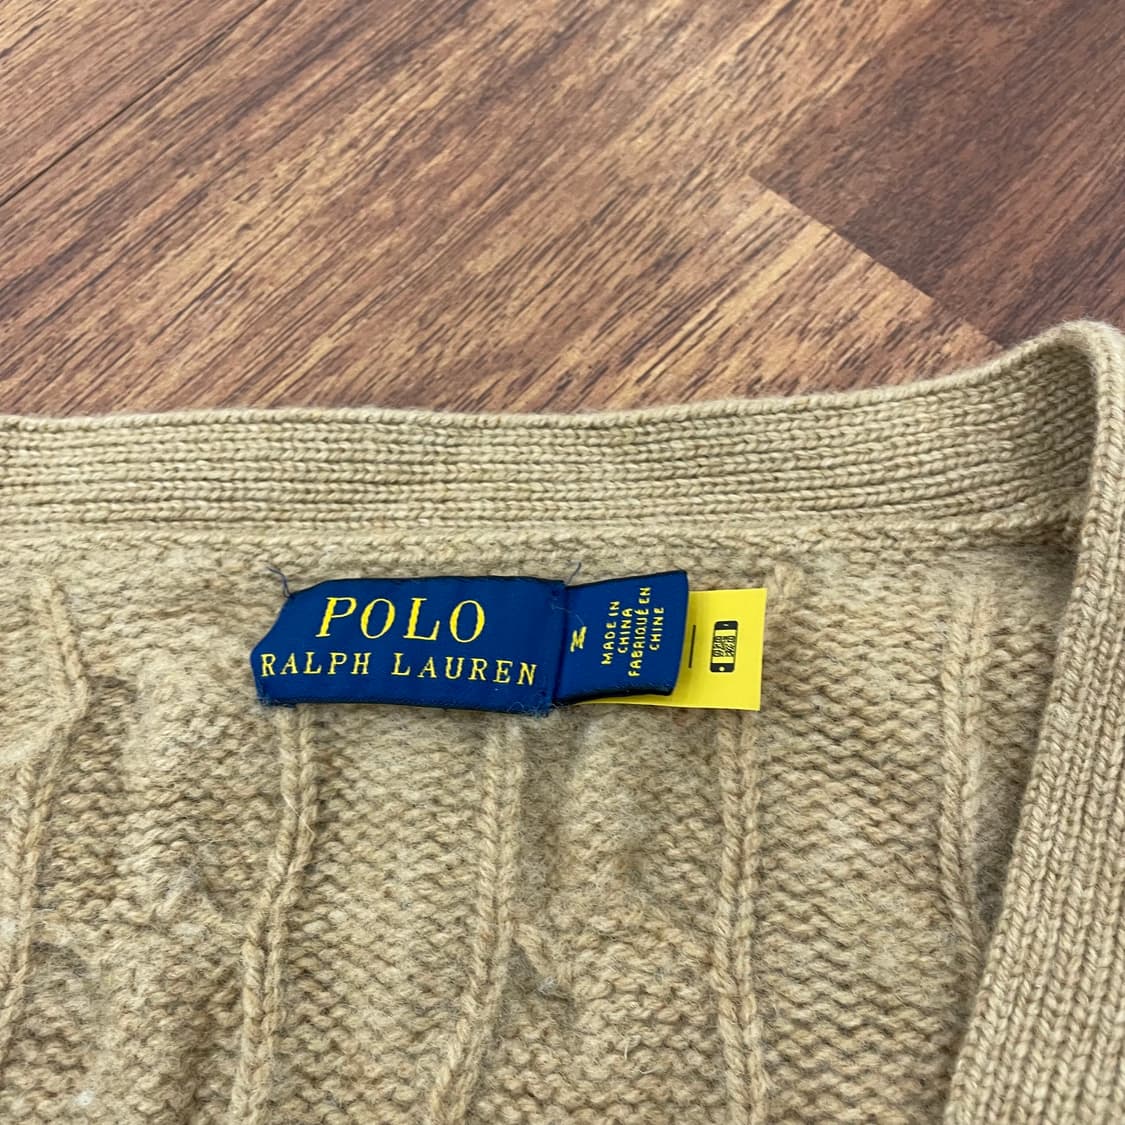 POLO
RALPH LAUREN
M
MADE IN
CHINA
FABRIQUÉ EN
CHINE